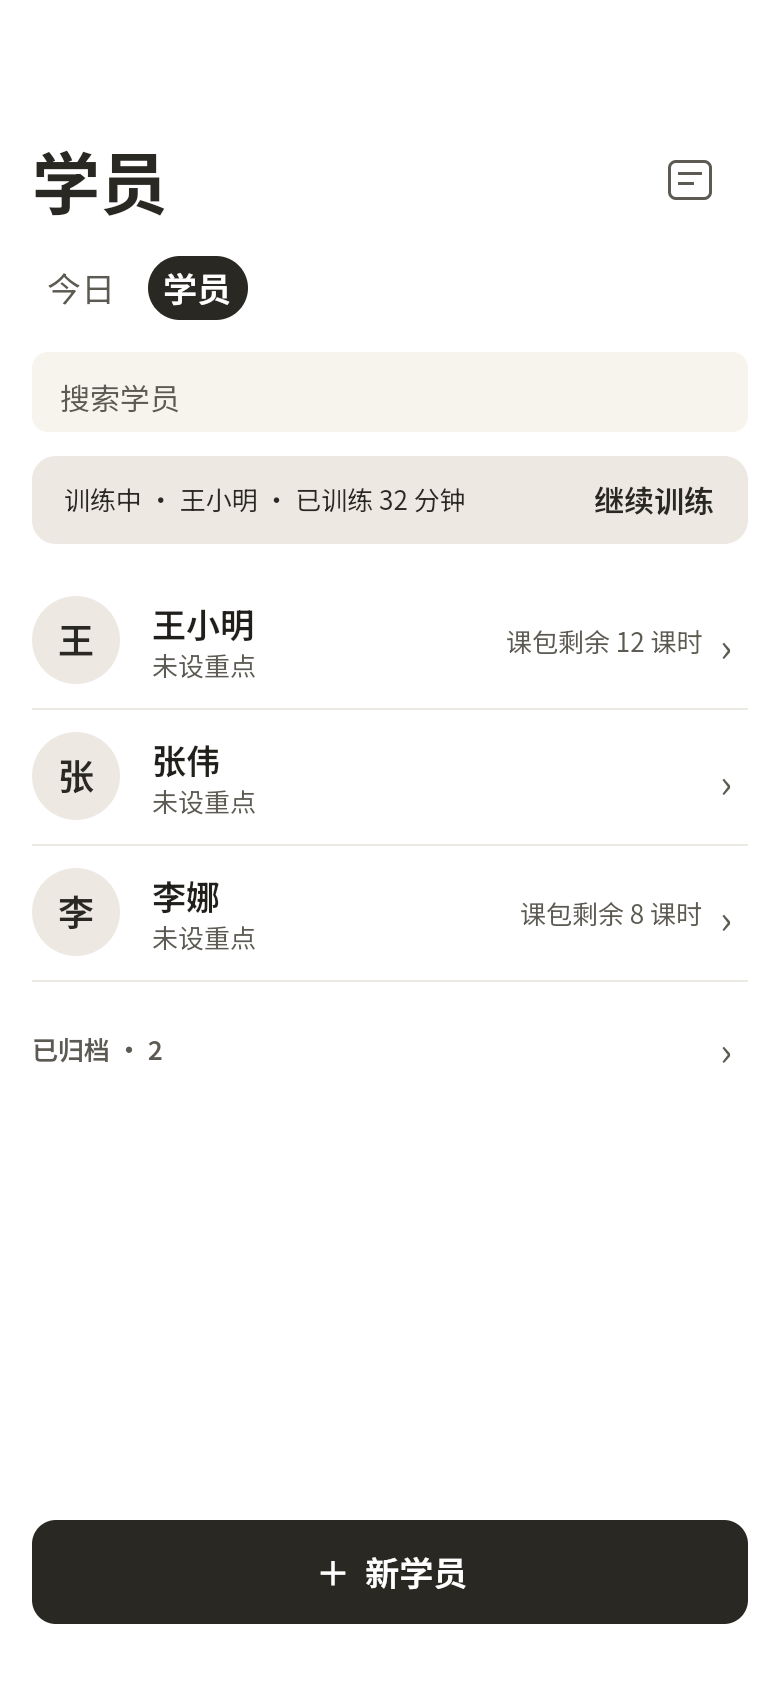 学员
今日
学员
搜索学员
训练中 · 王小明 · 已训练 32 分钟
继续训练
王
王小明
未设重点
课包剩余 12 课时 ›
张
张伟
未设重点
›
李
李娜
未设重点
课包剩余 8 课时 ›
已归档 · 2
›
＋ 新学员